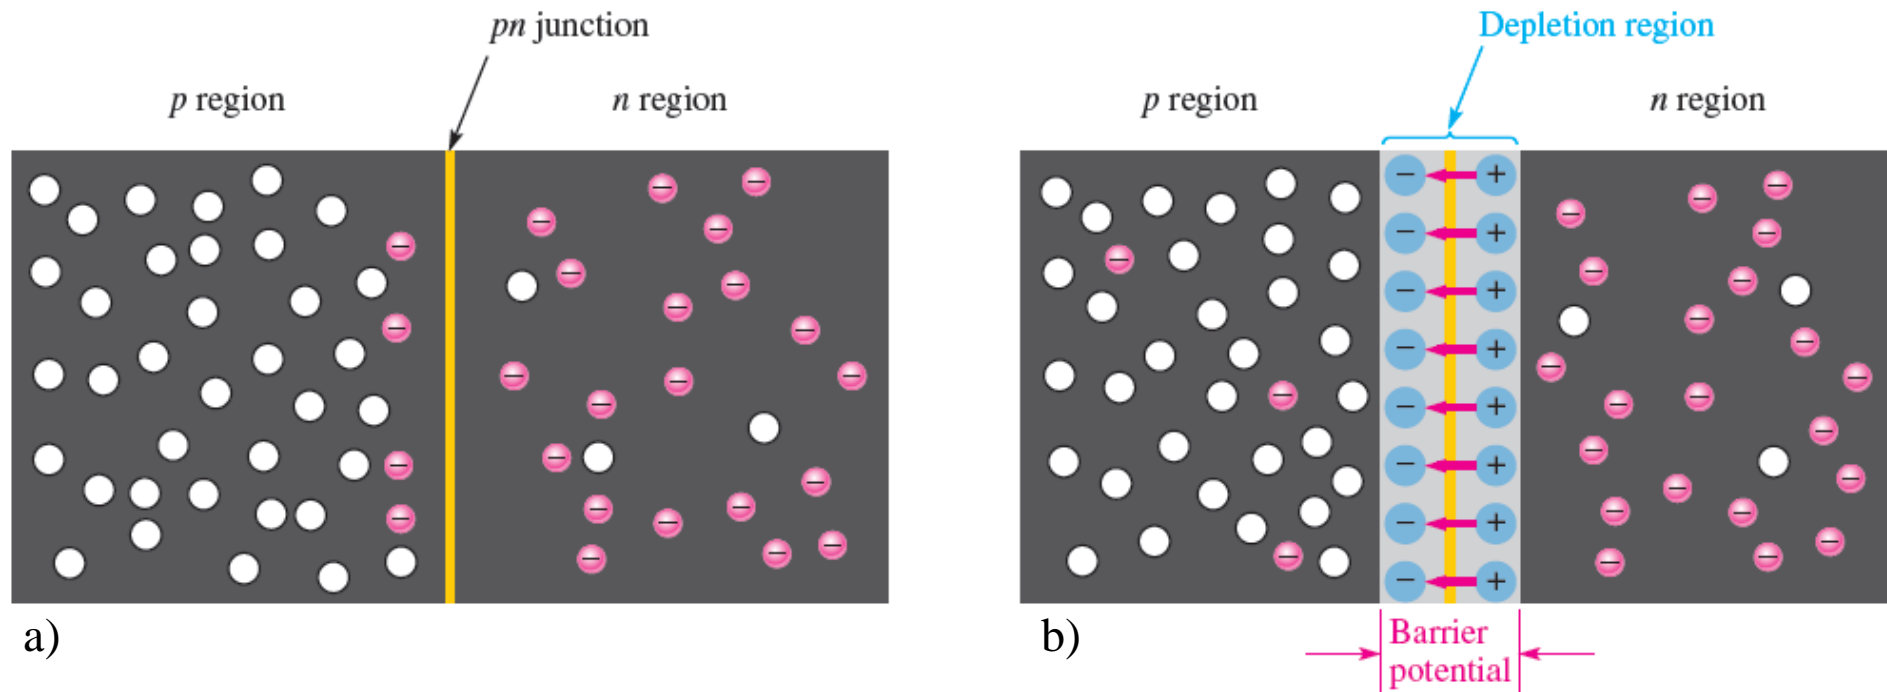 pn junction
p region
n region
a)
Depletion region
p region
n region
− +
− +
− +
− +
− +
− +
− +
− +
b)
Barrier
potential